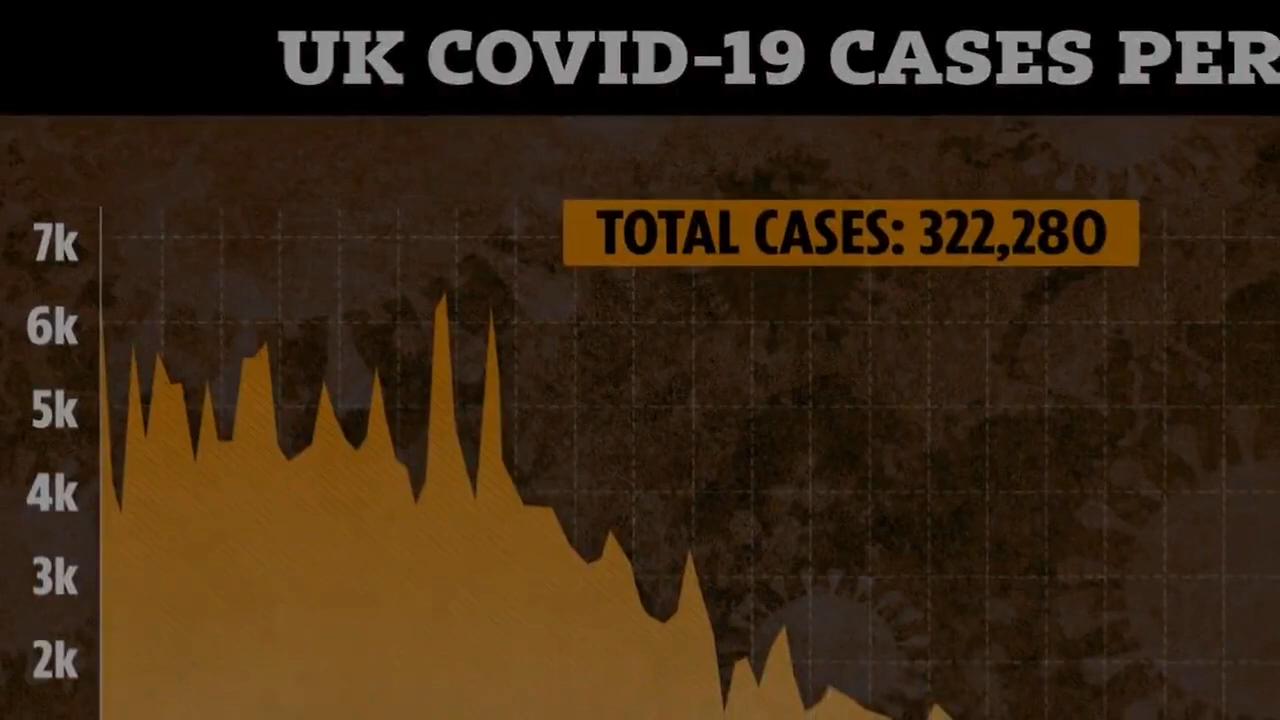 UK COVID-19 CASES PER
TOTAL CASES: 322,280
7k
6k
5k
4k
3k
2k